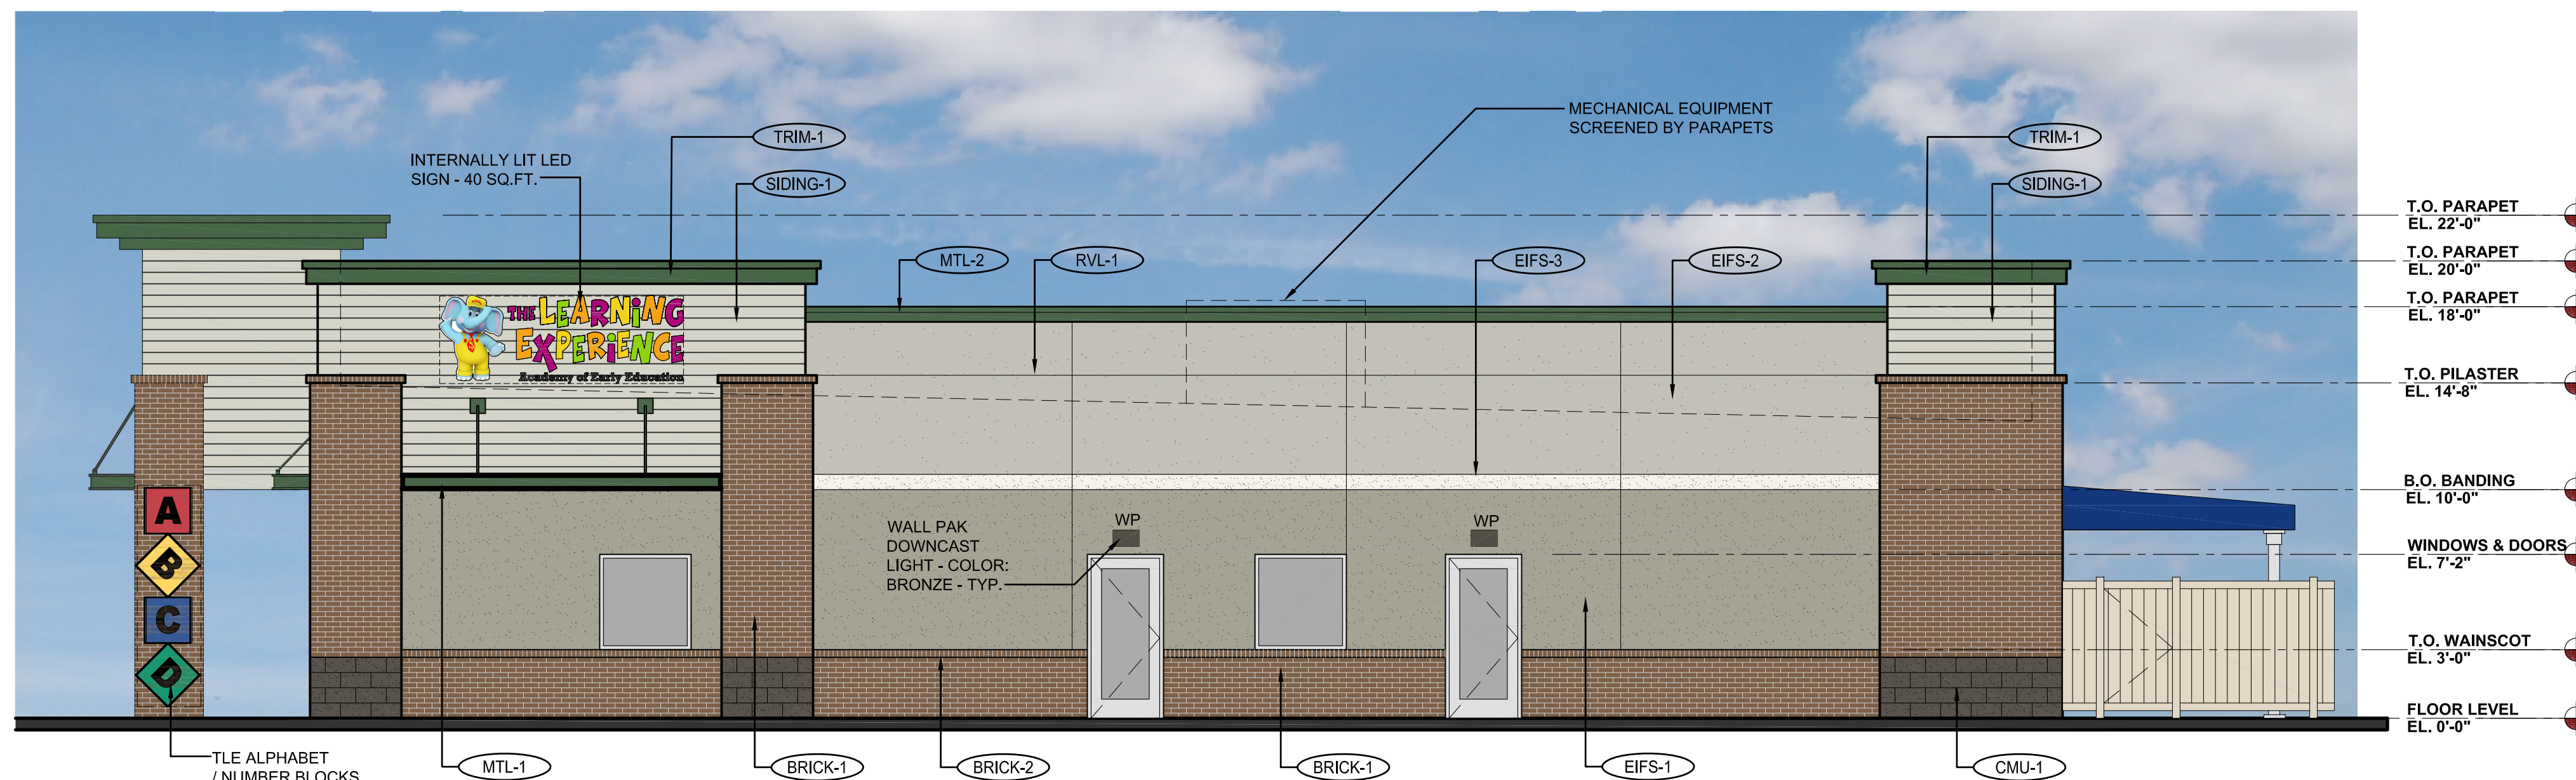 TRIM-1
MECHANICAL EQUIPMENT
SCREENED BY PARAPETS
TRIM-1
INTERNALLY LIT LED
SIGN - 40 SQ.FT.
SIDING-1
SIDING-1
T.O. PARAPET
EL. 22'-0"
MTL-2
RVL-1
EIFS-3
EIFS-2
T.O. PARAPET
EL. 20'-0"
THE LEARNING
EXPERIENCE
Academy of Early Education
T.O. PARAPET
EL. 18'-0"
T.O. PILASTER
EL. 14'-8"
B.O. BANDING
EL. 10'-0"
A
B
C
D
WALL PAK
DOWNCAST
LIGHT - COLOR:
BRONZE - TYP.
WP
WP
WINDOWS & DOORS
EL. 7'-2"
T.O. WAINSCOT
EL. 3'-0"
FLOOR LEVEL
EL. 0'-0"
TLE ALPHABET
/ NUMBER BLOCKS
MTL-1
BRICK-1
BRICK-2
BRICK-1
EIFS-1
CMU-1